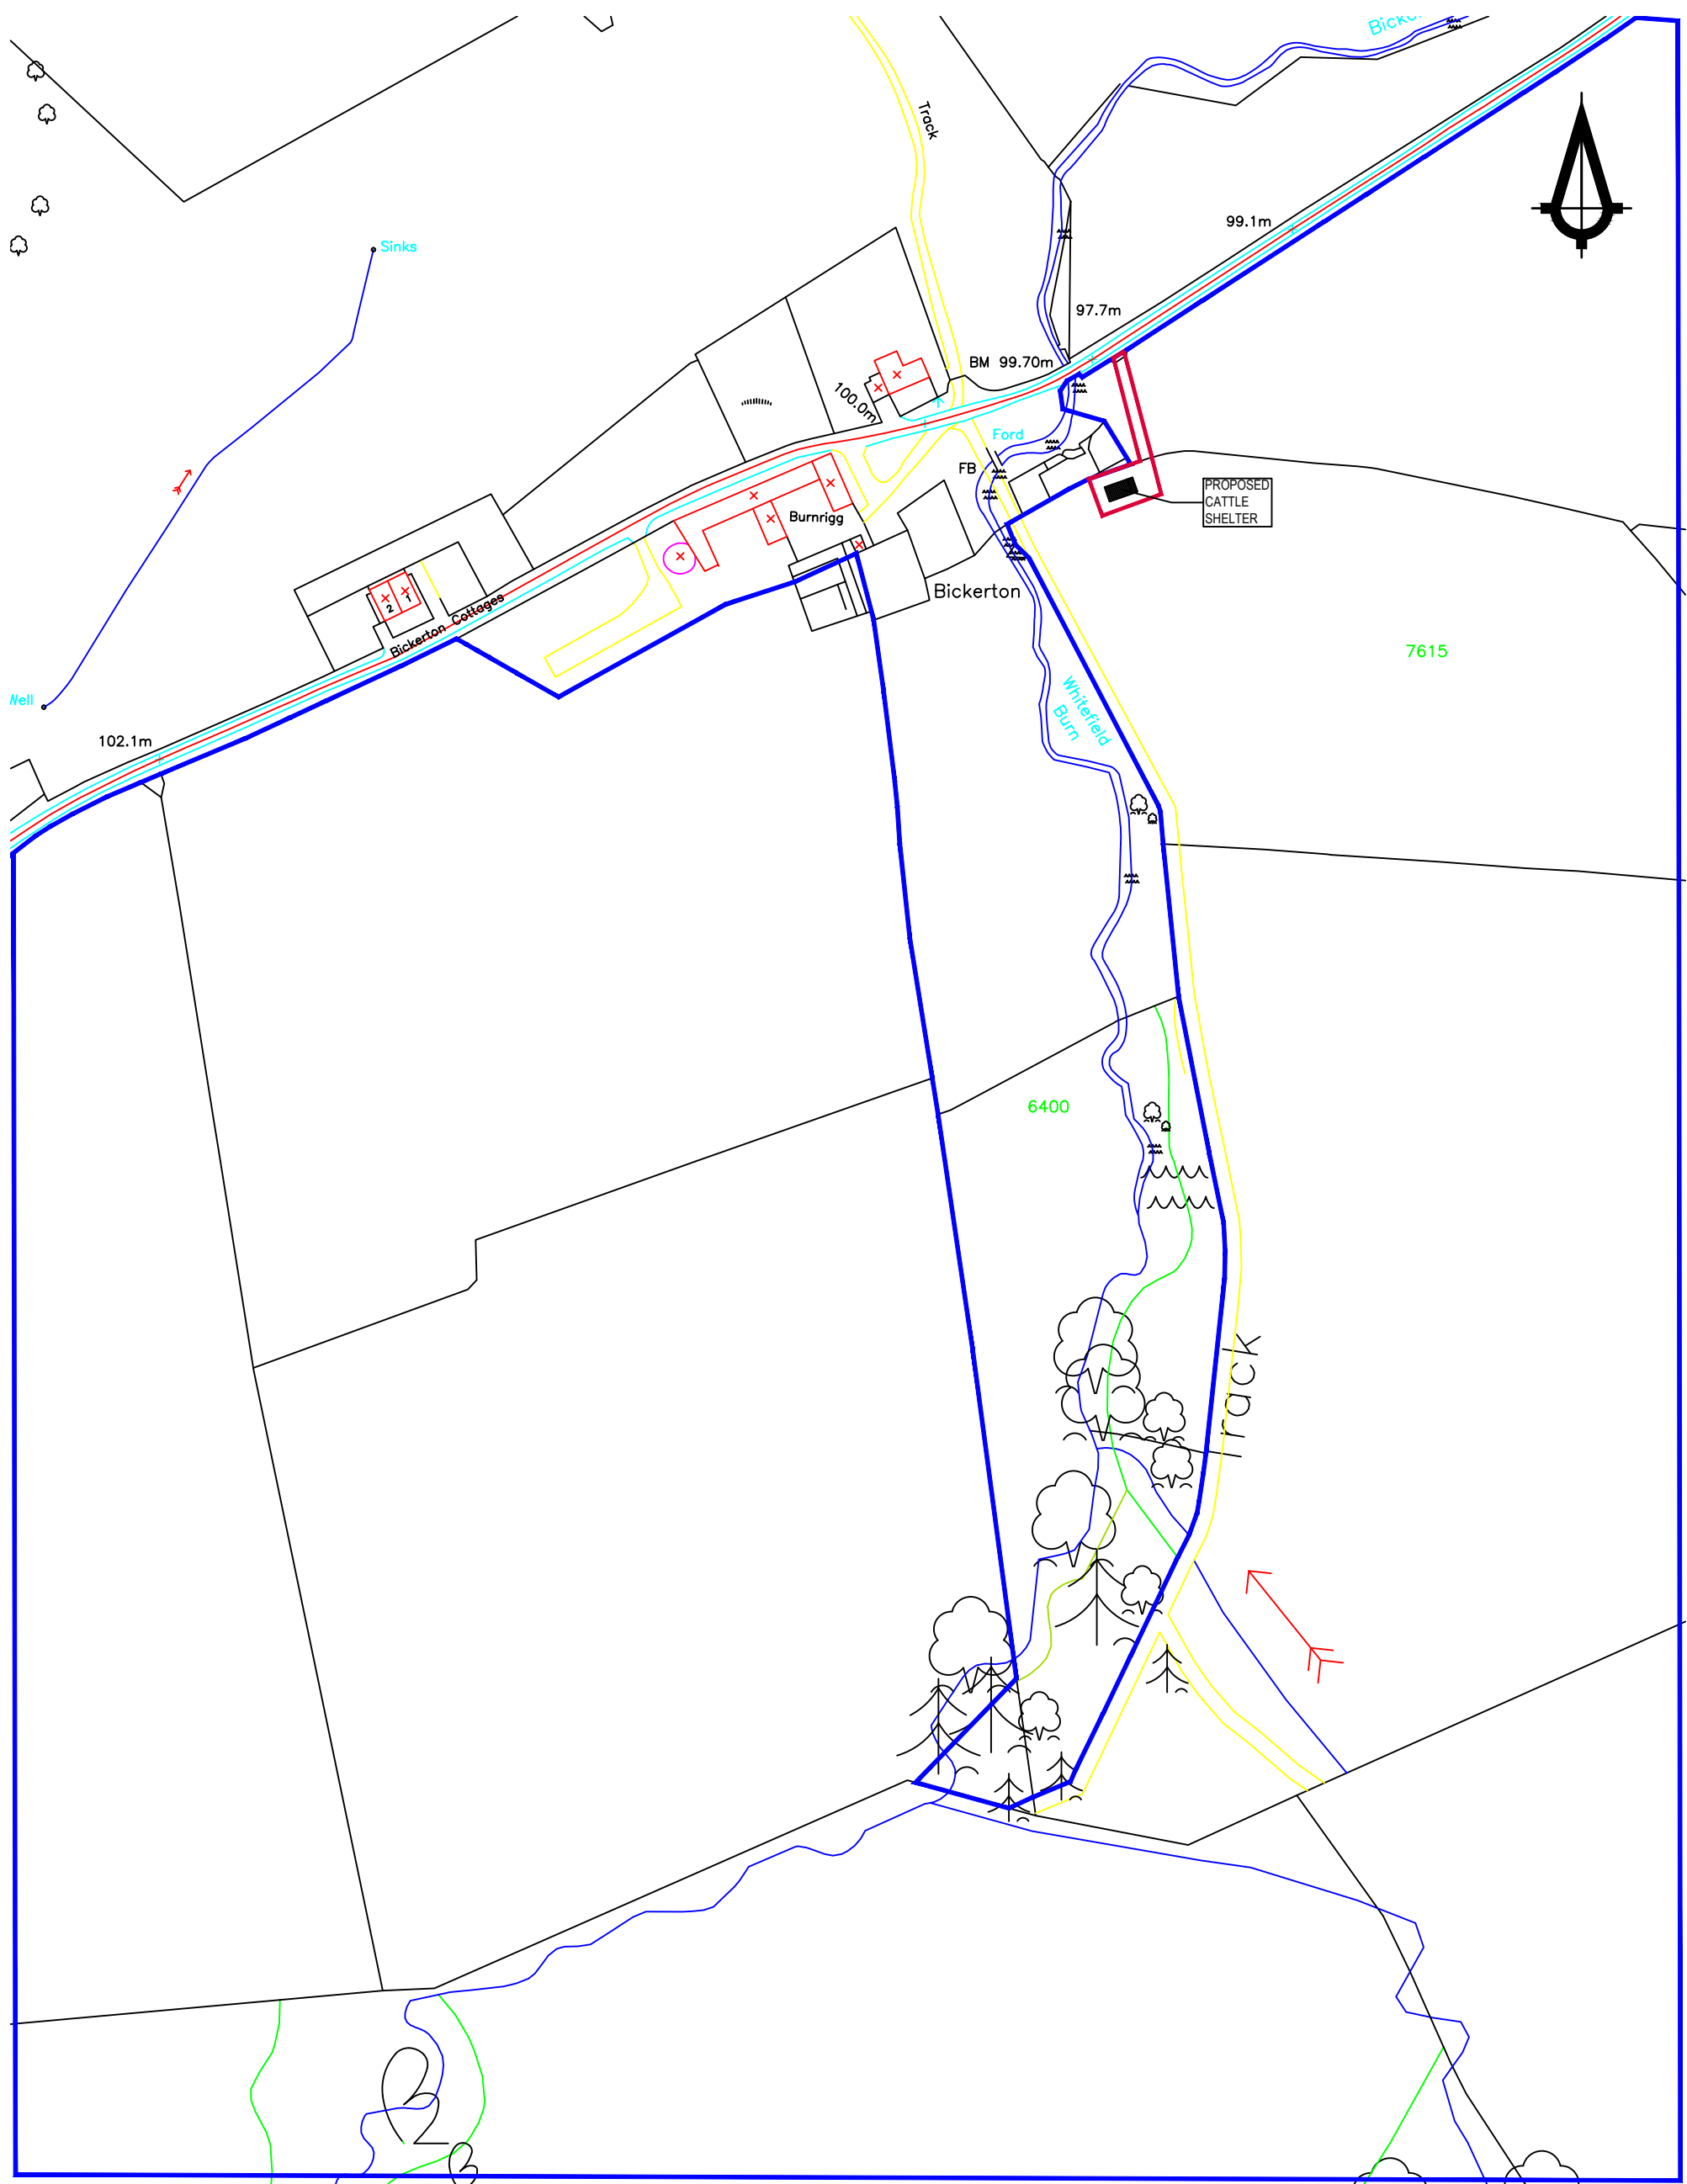 Track
Sinks
99.1m
97.7m
BM 99.70m
100.0m
Ford
FB
PROPOSED
CATTLE
SHELTER
Burnrigg
Bickerton
2
1
Bickerton Cottages
7615
Well
Whitefield
Burn
102.1m
6400
Track